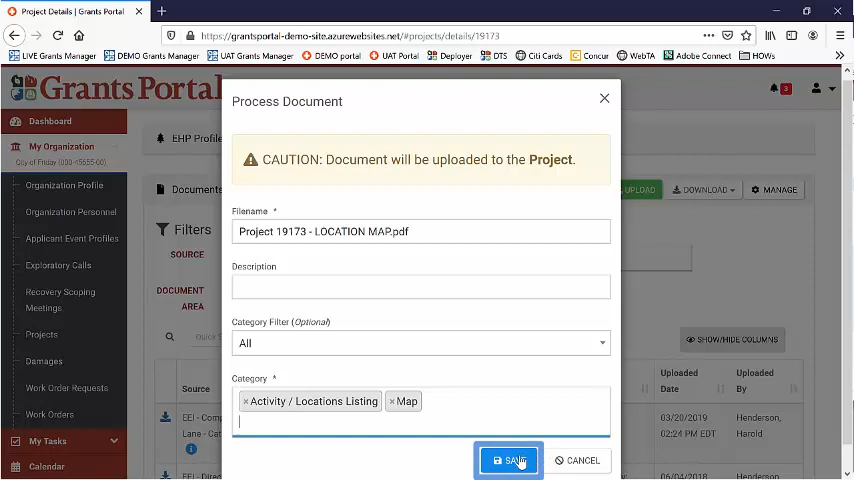 Project Details | Grants Portal
https://grantsportal-demo-site.azurewebsites.net/#projects/details/19173
LIVE Grants Manager DEMO Grants Manager UAT Grants Manager DEMO portal UAT Portal Deployer DTS Citi Cards Concur WebTA Adobe Connect HOWs
Grants Portal
3
Dashboard
My Organization
City of Friday (000-45655-00)
Organization Profile
Organization Personnel
Applicant Event Profiles
Exploratory Calls
Recovery Scoping
Meetings
Projects
Damages
Work Order Requests
Work Orders
My Tasks
Calendar
EHP Profile
Documents
UPLOAD DOWNLOAD MANAGE
Filters
SOURCE
DOCUMENT
AREA
Quick
SHOW/HIDE COLUMNS
Source
Uploaded
Date
Uploaded
By
EEI - Comp
Lane - Cat
03/20/2019
02:24 PM EDT
Henderson,
Harold
EEI - Direc
06/04/2018
Henderson,
Process Document
CAUTION: Document will be uploaded to the Project.
Filename *
Project 19173 - LOCATION MAP.pdf
Description
Category Filter (Optional)
All
Category *
× Activity / Locations Listing × Map
SAVE CANCEL